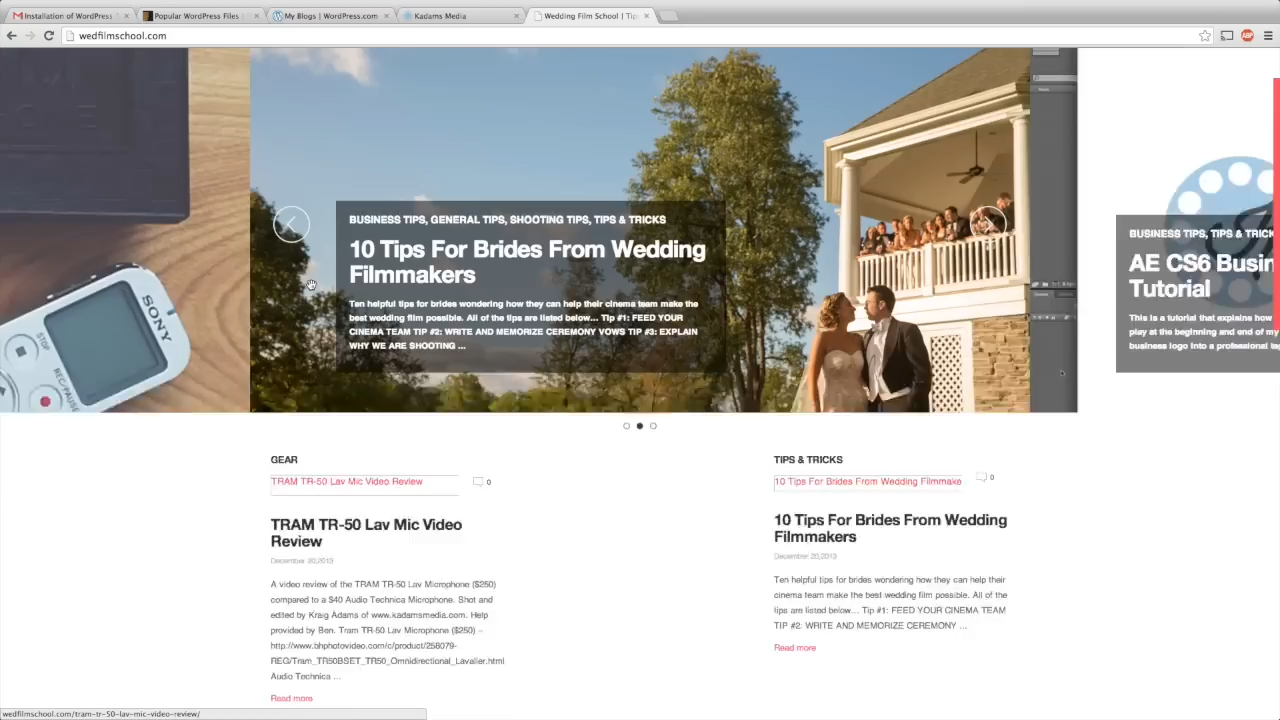 Installation of WordPress
Popular WordPress Files |
My Blogs | WordPress.com
Kadams Media
Wedding Film School | Tip
wedfilmschool.com
ABP
SONY
STOP
REC/PAUSE
BUSINESS TIPS, GENERAL TIPS, SHOOTING TIPS, TIPS & TRICKS
10 Tips For Brides From Wedding
Filmmakers
Ten helpful tips for brides wondering how they can help their cinema team make the
best wedding film possible. All of the tips are listed below... Tip #1: FEED YOUR
CINEMA TEAM TIP #2: WRITE AND MEMORIZE CEREMONY VOWS TIP #3: EXPLAIN
WHY WE ARE SHOOTING ...
BUSINESS TIPS, TIPS & TRICK
AE CS6 Busin
Tutorial
This is a tutorial that explains how
play at the beginning and end of my
business logo into a professional
GEAR
TRAM TR-50 Lav Mic Video Review
0
TRAM TR-50 Lav Mic Video
Review
December 20,2013
A video review of the TRAM TR-50 Lav Microphone ($250)
compared to a $40 Audio Technica Microphone. Shot and
edited by Kraig Adams of www.kadamsmedia.com. Help
provided by Ben. Tram TR-50 Lav Microphone ($250) –
http://www.bhphotovideo.com/c/product/258079-
REG/Tram_TR50BSET_TR50_Omnidirectional_Lavalier.html
Audio Technica ...
Read more
TIPS & TRICKS
10 Tips For Brides From Wedding Filmmake
0
10 Tips For Brides From Wedding
Filmmakers
December 20,2013
Ten helpful tips for brides wondering how they can help their
cinema team make the best wedding film possible. All of the
tips are listed below... Tip #1: FEED YOUR CINEMA TEAM
TIP #2: WRITE AND MEMORIZE CEREMONY ...
Read more
wedfilmschool.com/tram-tr-50-lav-mic-video-review/